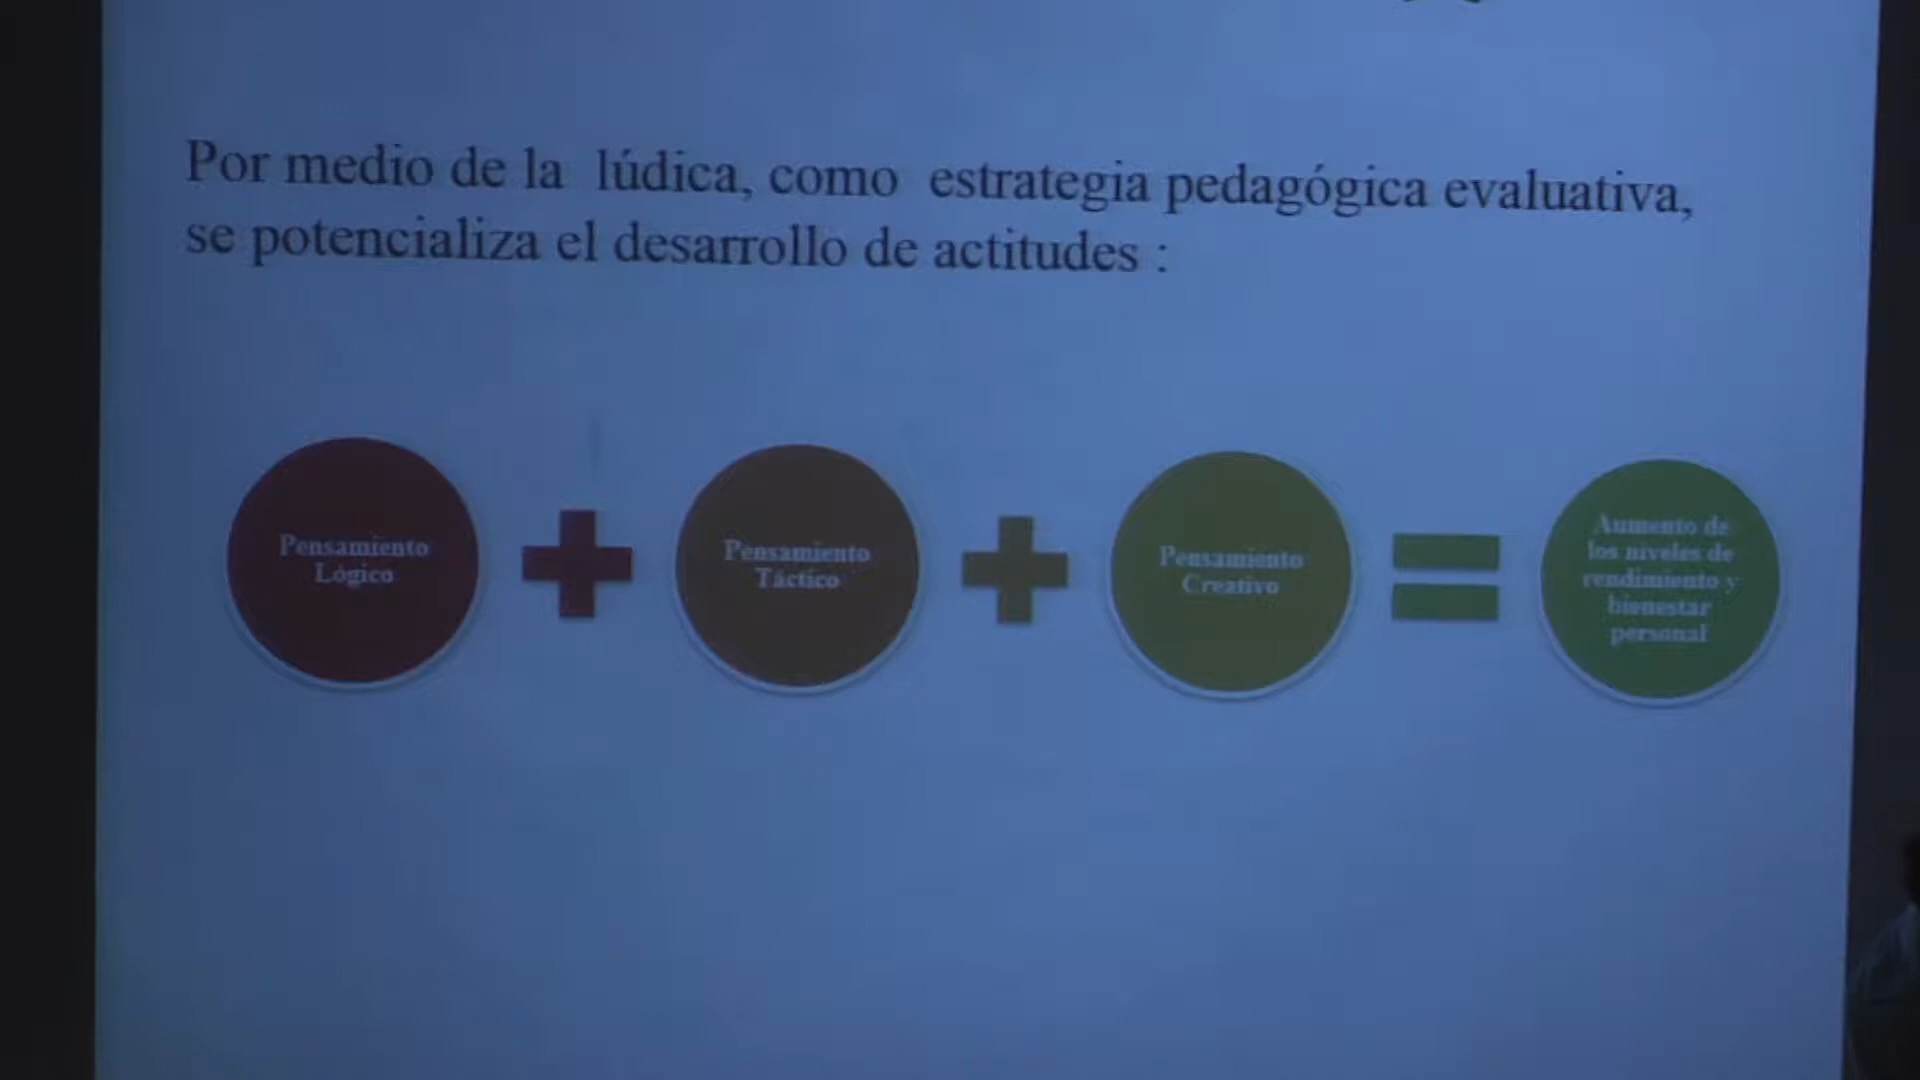 Por medio de la lúdica, como estrategia pedagógica evaluativa,
se potencializa el desarrollo de actitudes :
Pensamiento
Lógico
Pensamiento
Táctico
Pensamiento
Creativo
Aumento de
los niveles de
rendimiento y
bienestar
personal